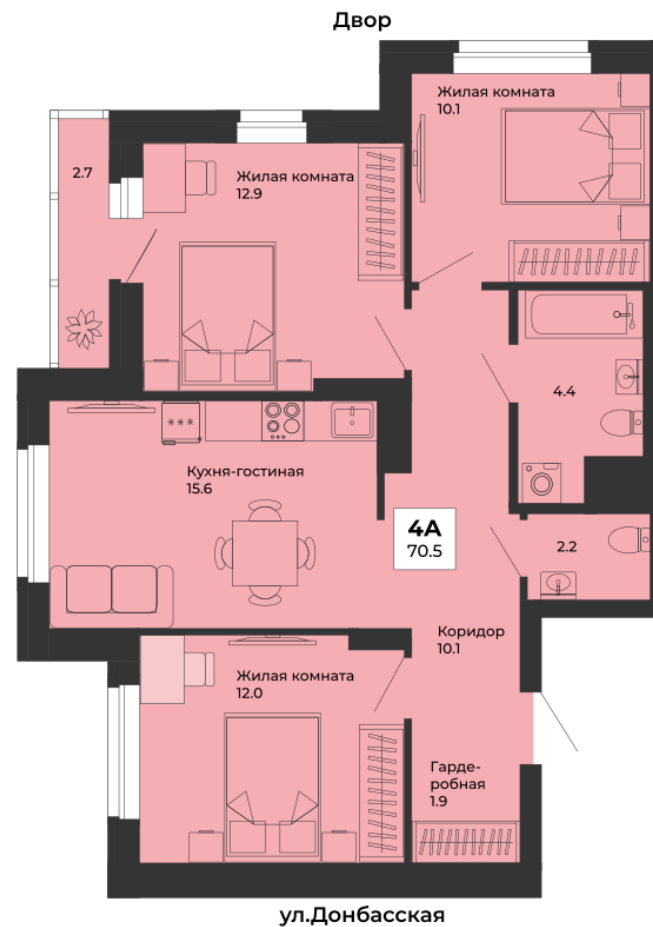 Двор
Жилая комната
10.1
2.7
Жилая комната
12.9
4.4
Кухня-гостиная
15.6
4А
70.5
2.2
Коридор
10.1
Жилая комната
12.0
Гарде-
робная
1.9
ул.Донбасская